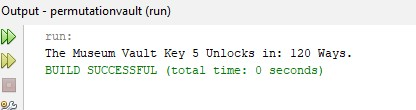 Output - permutationvault (run)
run:
The Museum Vault Key 5 Unlocks in: 120 Ways.
BUILD SUCCESSFUL (total time: 0 seconds)